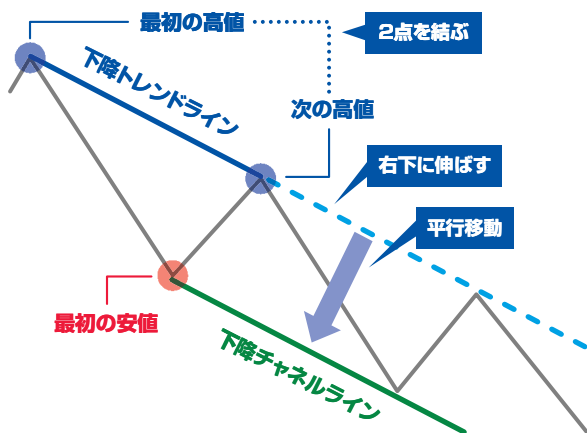 最初の高値
2点を結ぶ
下降トレンドライン
次の高値
右下に伸ばす
平行移動
最初の安値
下降チャネルライン